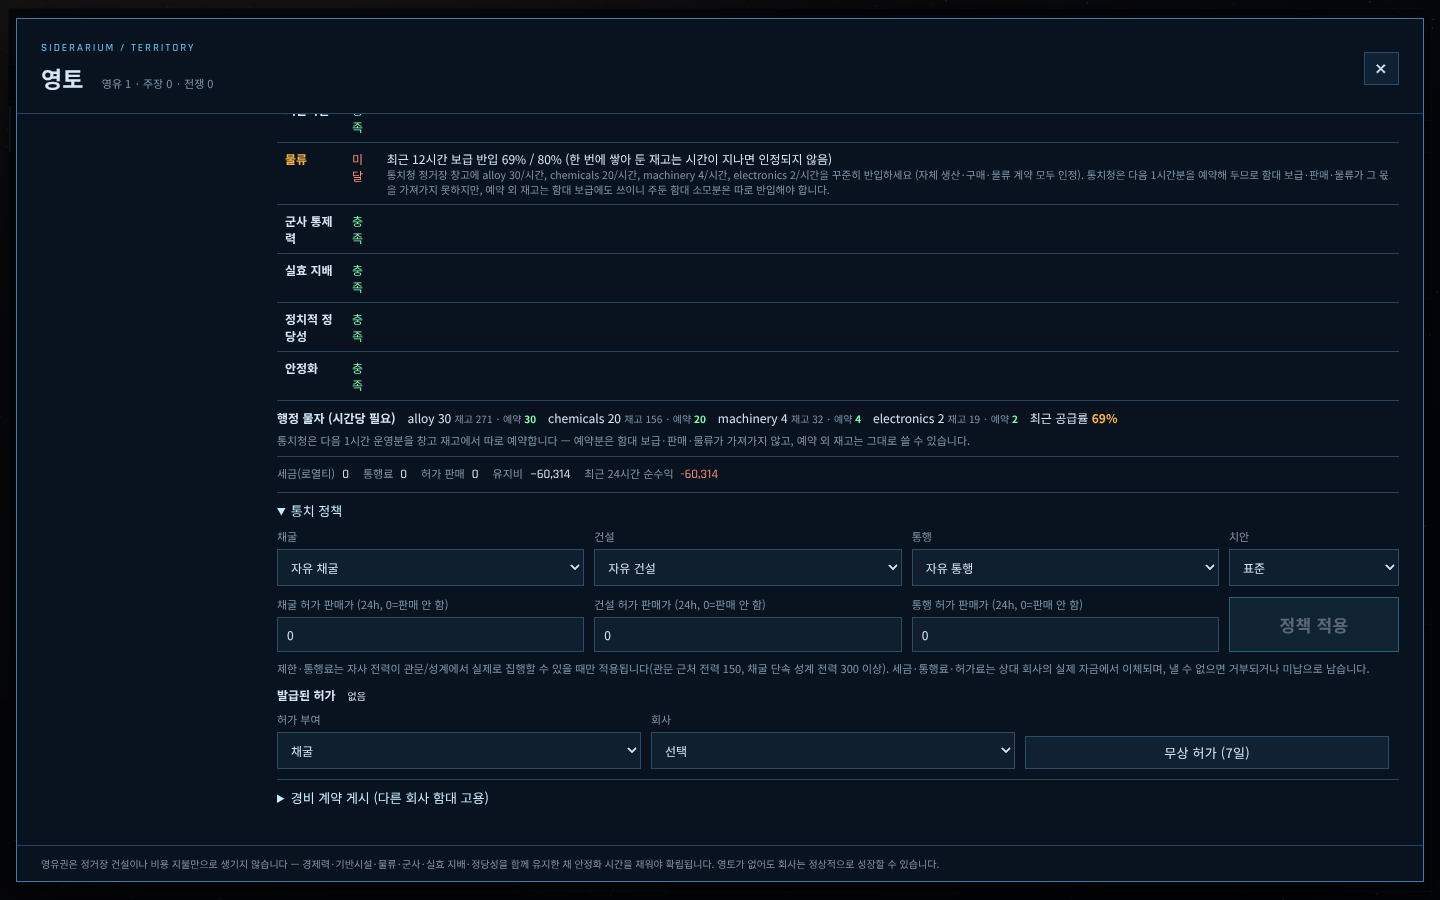 SIDERARIUM / TERRITORY
영토 영유 1 · 주장 0 · 전쟁 0
×
족
물류 미달 최근 12시간 보급 반입 69% / 80% (한 번에 쌓아 둔 재고는 시간이 지나면 인정되지 않음)
통치청 정거장 창고에 alloy 30/시간, chemicals 20/시간, machinery 4/시간, electronics 2/시간을 꾸준히 반입하세요 (자체 생산·구매·물류 계약 모두 인정). 통치청은 다음 1시간분을 예약해 두므로 함대 보급·판매·물류가 그 몫
을 가져가지 못하지만, 예약 외 재고는 함대 보급에도 쓰이니 주둔 함대 소모분은 따로 반입해야 합니다.
군사 통제력 충족
실효 지배 충족
정치적 정당성 충족
안정화 충족
행정 물자 (시간당 필요) alloy 30 재고 271 · 예약 30 chemicals 20 재고 156 · 예약 20 machinery 4 재고 32 · 예약 4 electronics 2 재고 19 · 예약 2 최근 공급률 69%
통치청은 다음 1시간 운영분을 창고 재고에서 따로 예약합니다 — 예약분은 함대 보급·판매·물류가 가져가지 않고, 예약 외 재고는 그대로 쓸 수 있습니다.
세금(로열티) 0 통행료 0 허가 판매 0 유지비 −60,314 최근 24시간 순수익 -60,314
▼ 통치 정책
채굴 건설 통행 치안
자유 채굴 자유 건설 자유 통행 표준
채굴 허가 판매가 (24h, 0=판매 안 함) 건설 허가 판매가 (24h, 0=판매 안 함) 통행 허가 판매가 (24h, 0=판매 안 함)
0 0 0 정책 적용
제한·통행료는 자사 전력이 관문/성계에서 실제로 집행할 수 있을 때만 적용됩니다(관문 근처 전력 150, 채굴 단속 성계 전력 300 이상). 세금·통행료·허가료는 상대 회사의 실제 자금에서 이체되며, 낼 수 없으면 거부되거나 미납으로 남습니다.
발급된 허가 없음
허가 부여 회사
채굴 선택 무상 허가 (7일)
▶ 경비 계약 게시 (다른 회사 함대 고용)
영유권은 정거장 건설이나 비용 지불만으로 생기지 않습니다 — 경제력·기반시설·물류·군사·실효 지배·정당성을 함께 유지한 채 안정화 시간을 채워야 확립됩니다. 영토가 없어도 회사는 정상적으로 성장할 수 있습니다.